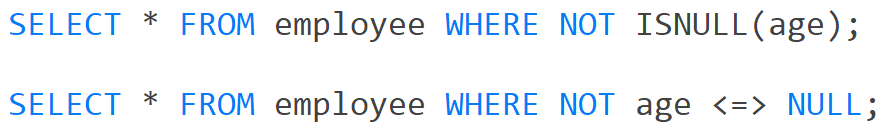 SELECT * FROM employee WHERE NOT ISNULL(age);
SELECT * FROM employee WHERE NOT age <=> NULL;